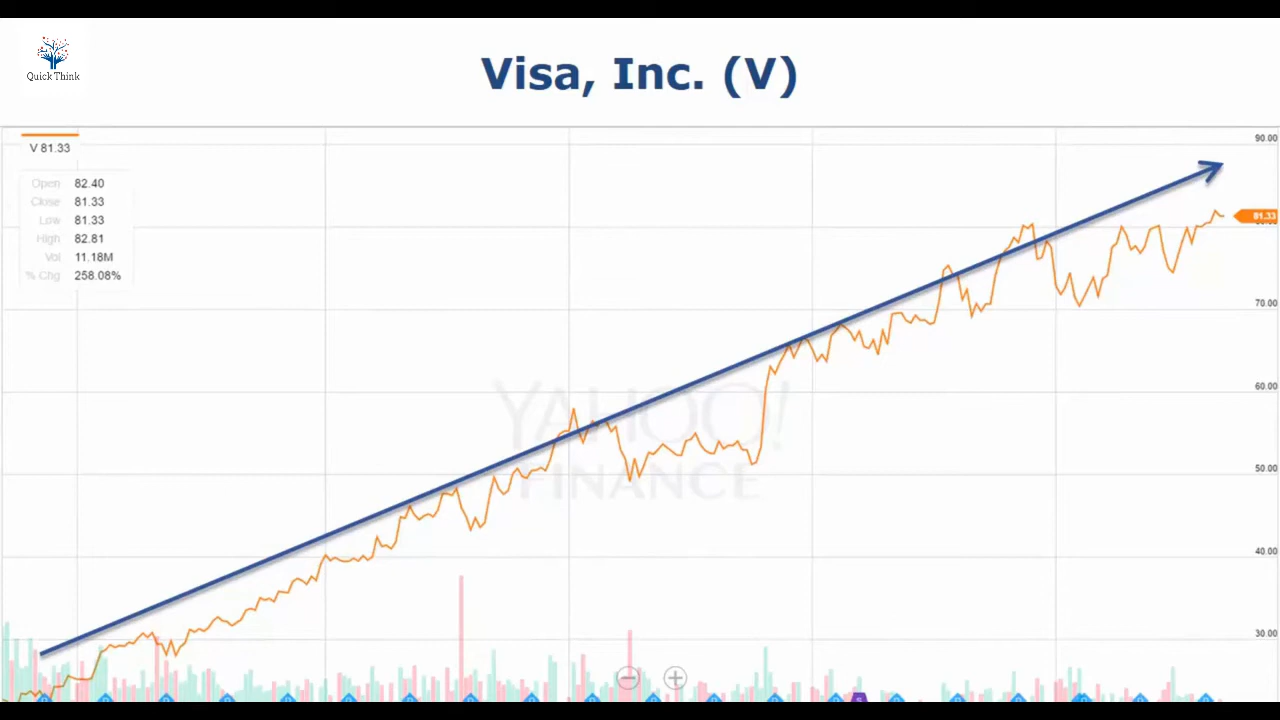 Quick Think
Visa, Inc. (V)
V 81.33
Open 82.40
Close 81.33
Low 81.33
High 82.81
Vol 11.18M
% Chg 258.08%
90.00
81.33
70.00
60.00
50.00
40.00
30.00
YAHOO!
FINANCE